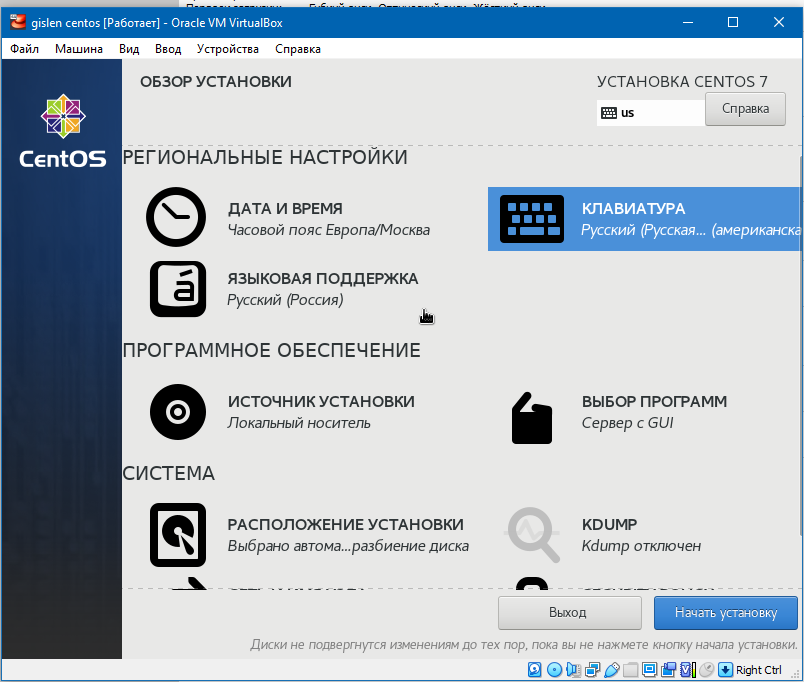 gislen centos [Работает] - Oracle VM VirtualBox
Файл Машина Вид Ввод Устройства Справка
ОБЗОР УСТАНОВКИ
УСТАНОВКА CENTOS 7
us
Справка
CentOS
РЕГИОНАЛЬНЫЕ НАСТРОЙКИ
ДАТА И ВРЕМЯ
Часовой пояс Европа/Москва
КЛАВИАТУРА
Русский (Русская... (американска
ЯЗЫКОВАЯ ПОДДЕРЖКА
Русский (Россия)
ПРОГРАММНОЕ ОБЕСПЕЧЕНИЕ
ИСТОЧНИК УСТАНОВКИ
Локальный носитель
ВЫБОР ПРОГРАММ
Сервер с GUI
СИСТЕМА
РАСПОЛОЖЕНИЕ УСТАНОВКИ
Выбрано автома...разбиение диска
KDUMP
Kdump отключен
Выход
Начать установку
Диски не подвергнутся изменениям до тех пор, пока вы не нажмете кнопку начала установки.
Right Ctrl